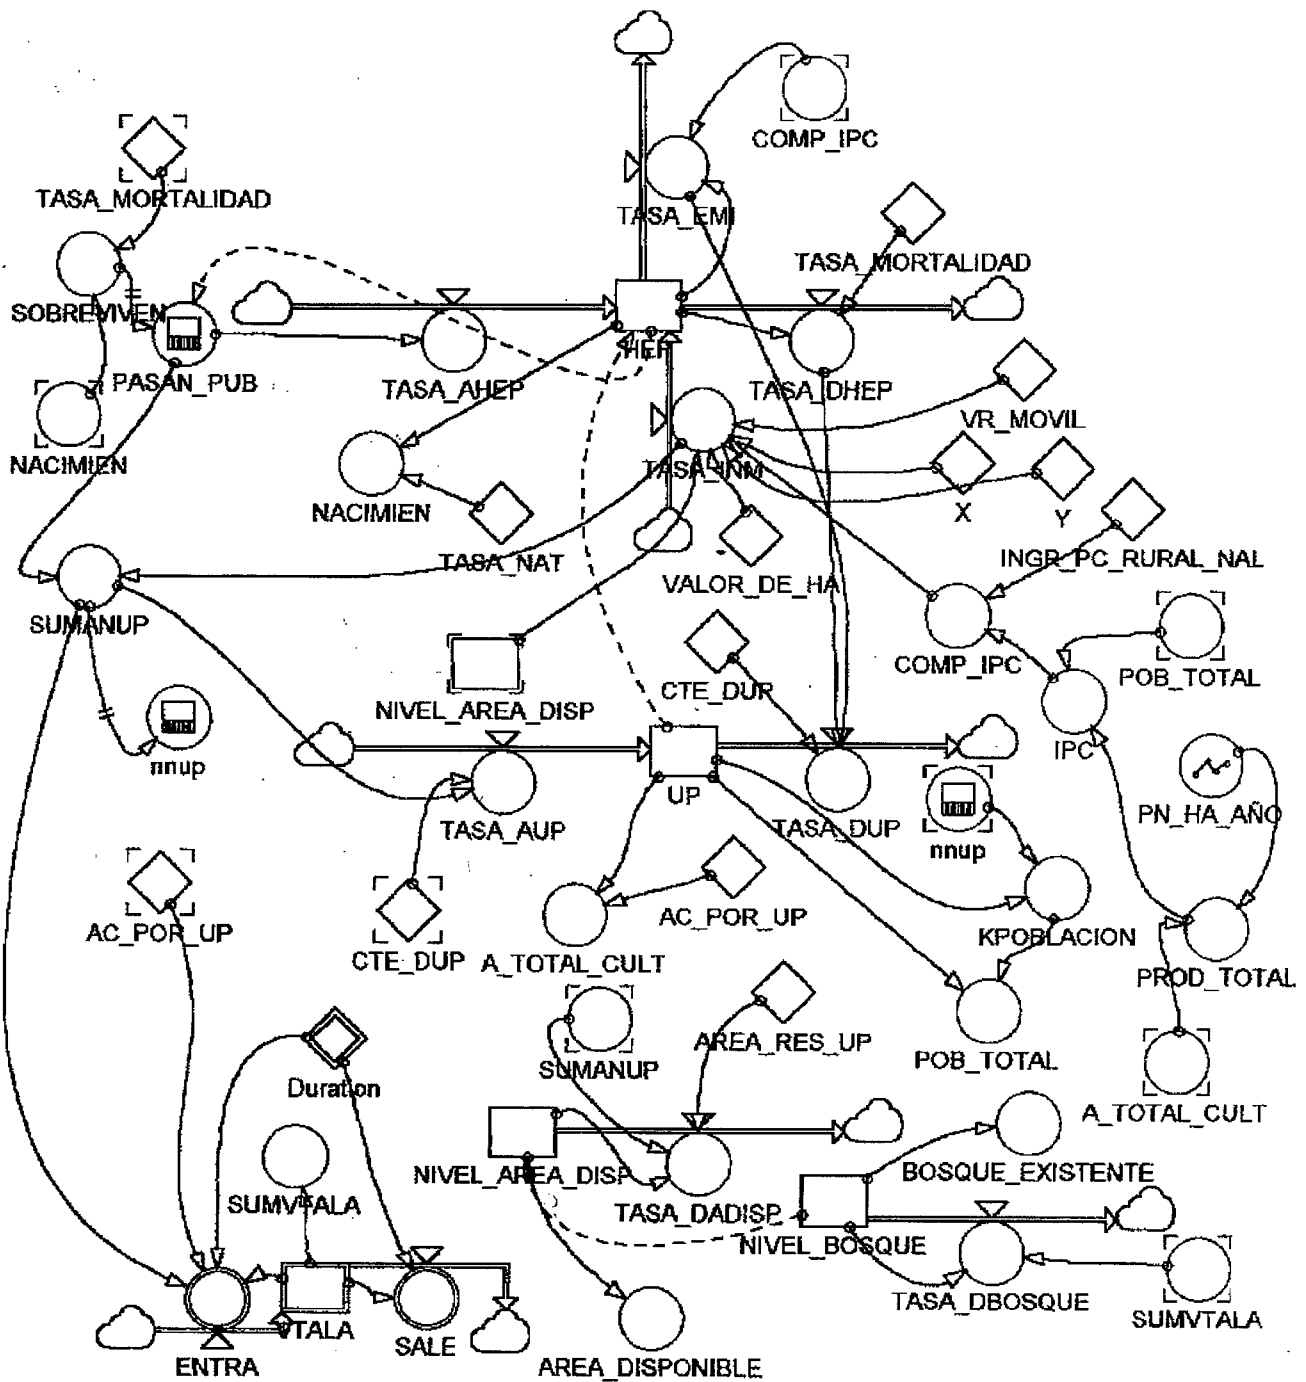 COMP_IPC
TASA_MORTALIDAD
TASA_EMI
TASA_MORTALIDAD
SOBREVIVEN
HEP
PASAN_PUB
TASA_AHEP
TASA_DHEP
VR_MOVIL
NACIMIEN
TASA_INM
NACIMIEN
X
Y
TASA_NAT
VALOR_DE_HA
INGR_PC_RURAL_NAL
SUMANUP
COMP_IPC
POB_TOTAL
CTE_DUP
NIVEL_AREA_DISP
IPC
nnup
UP
PN_HA_AÑO
TASA_AUP
TASA_DUP
nnup
AC_POR_UP
AC_POR_UP
CTE_DUP
A_TOTAL_CULT
KPOBLACION
PROD_TOTAL
AREA_RES_UP
POB_TOTAL
SUMANUP
Duration
A_TOTAL_CULT
NIVEL_AREA_DISP
BOSQUE_EXISTENTE
SUMVTALA
TASA_DADISP
NIVEL_BOSQUE
TASA_DBOSQUE
SUMVTALA
VTALA
SALE
ENTRA
AREA_DISPONIBLE